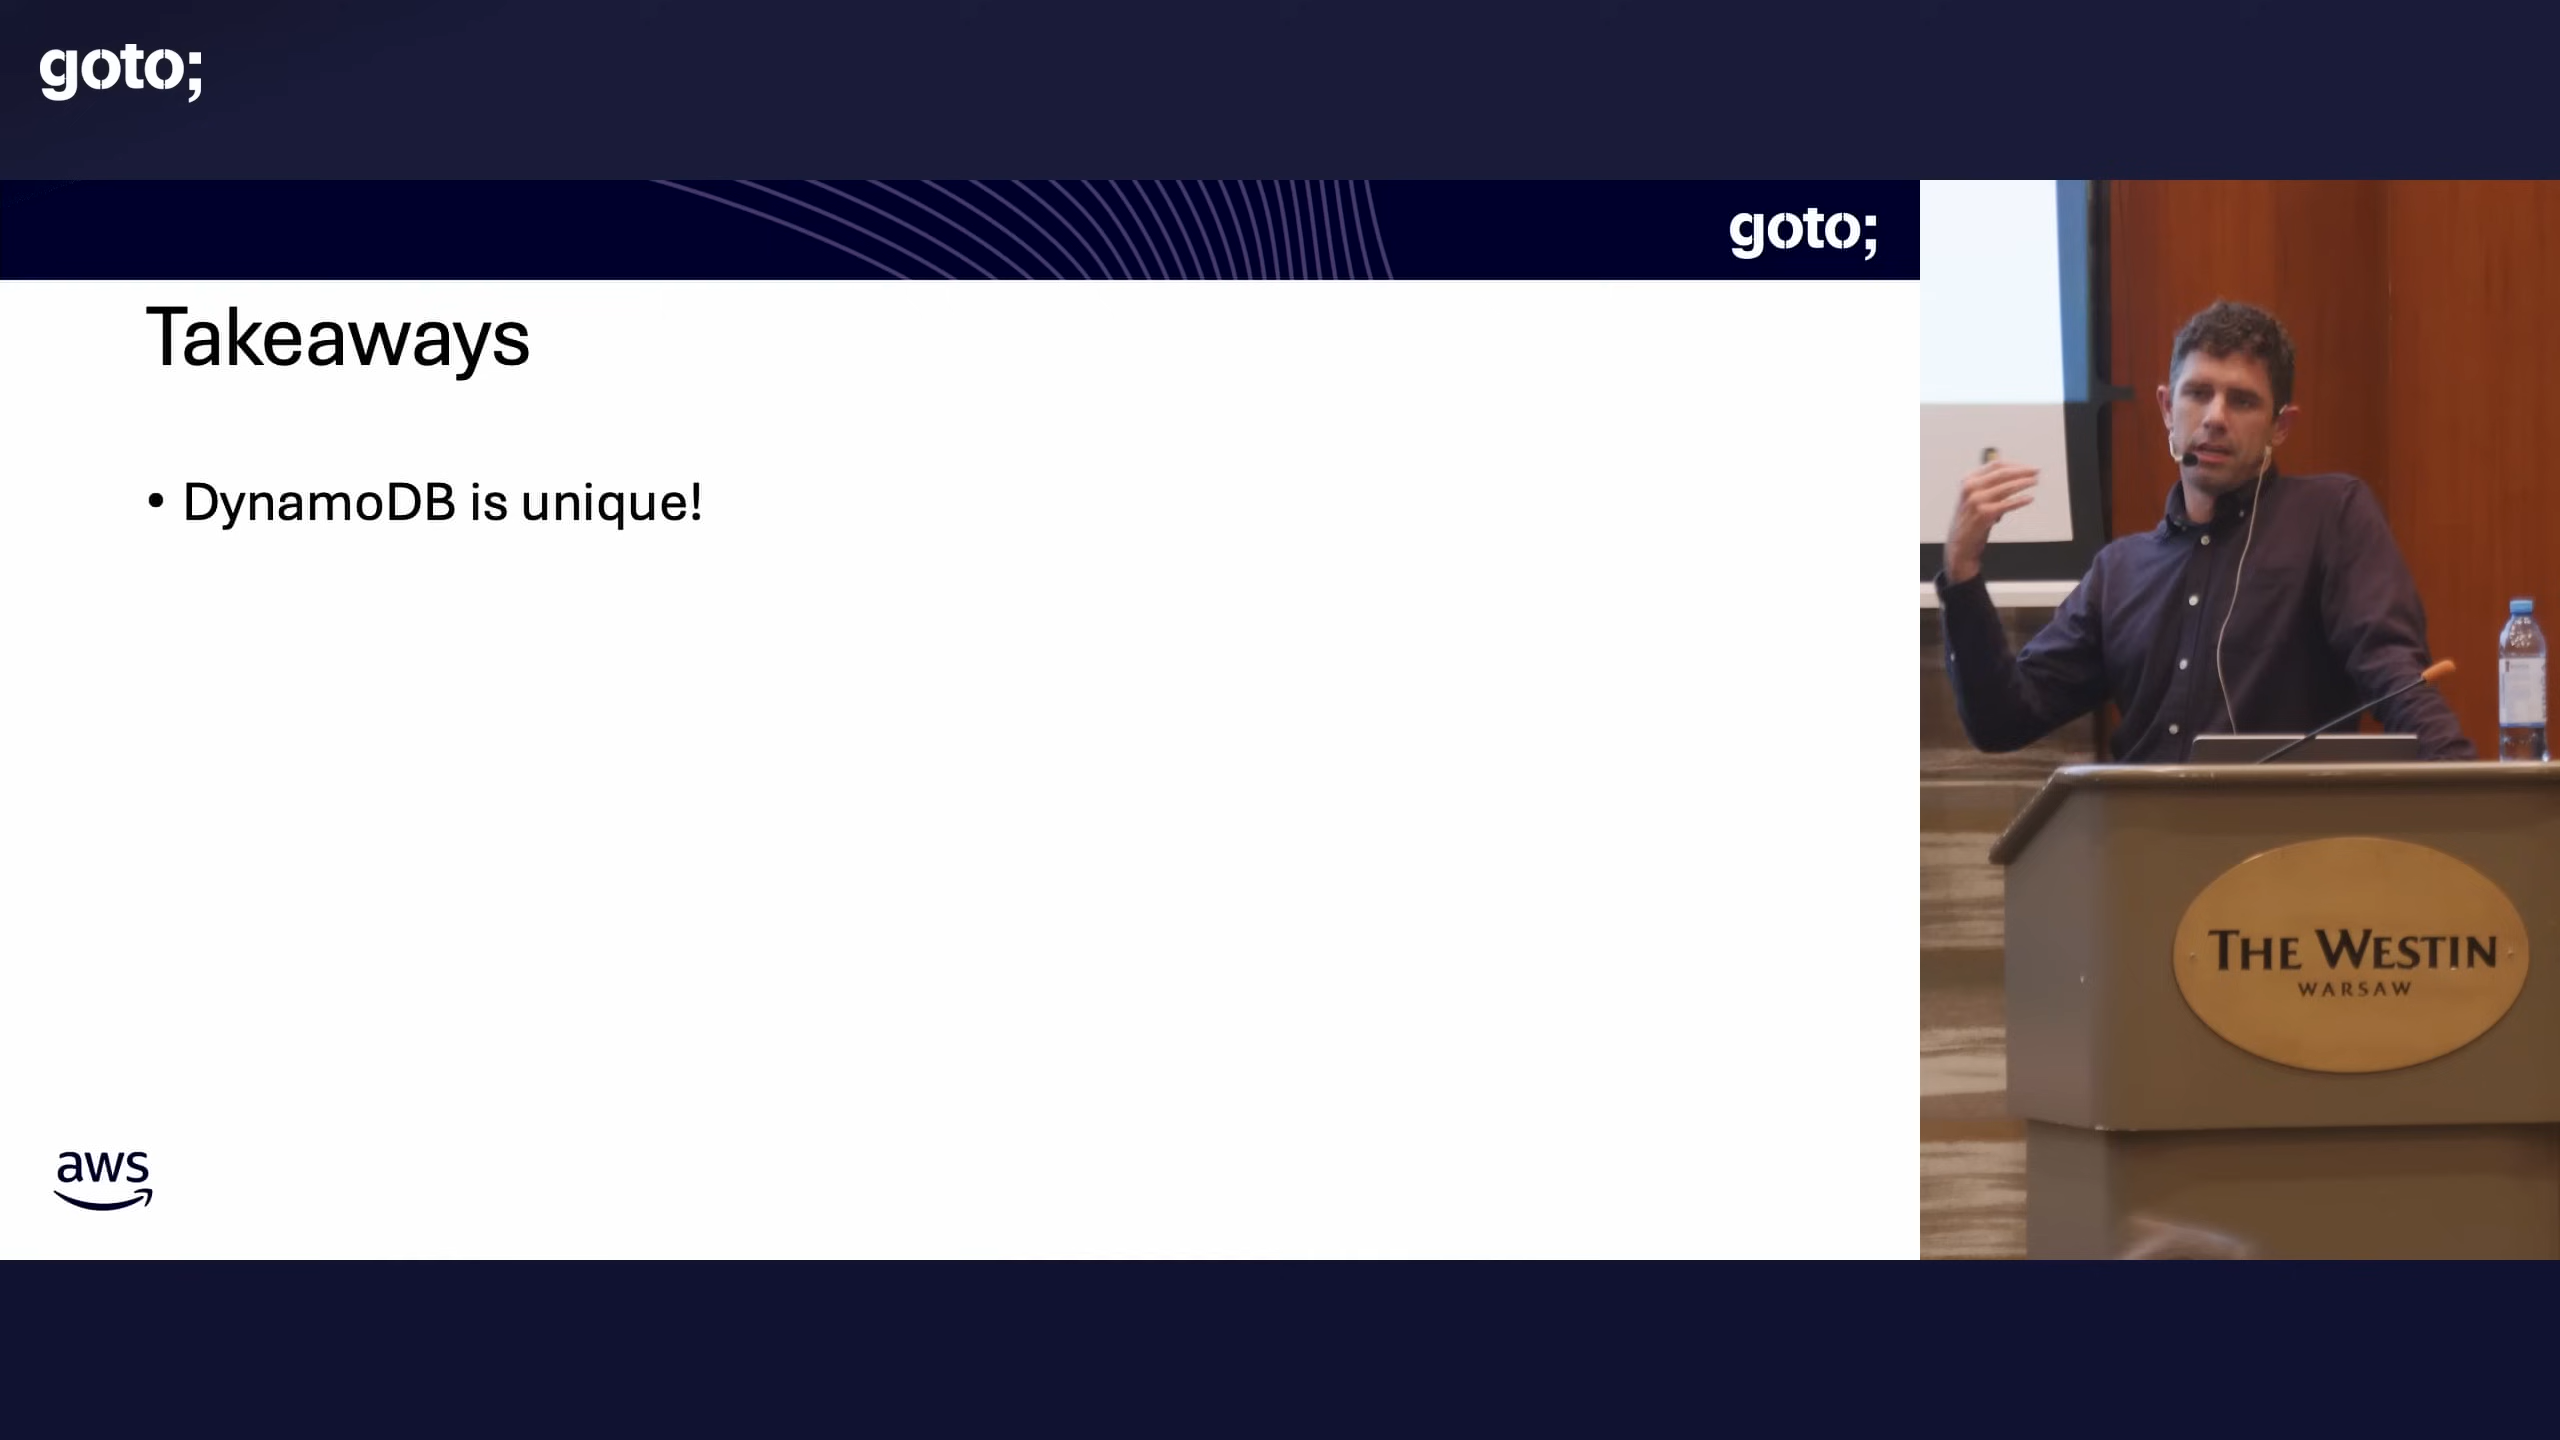 goto;
goto;
Takeaways
• DynamoDB is unique!
aws
THE WESTIN
WARSAW